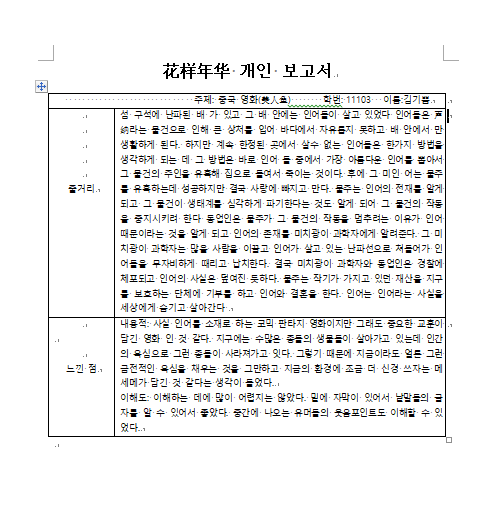 花样年华 개인 보고서
주제: 중국 영화(美人鱼) 학번: 11103 이름:김기쁨
줄거리
섬 구석에 난파된 배 가 있고 그 배 안에는 인어들이 살고 있었다 인어들은 声
纳라는 물건으로 인해 큰 상처를 입어 바다에서 자유롭지 못하고 배 안에서 만
생활하게 된다. 하지만 계속 한정된 곳에서 살수 없는 인어들은 한가지 방법을
생각하게 되는 데 그 방법은 바로 인어 들 중에서 가장 아름다운 인어를 뽑아서
그 물건의 주인을 유혹해 집으로 들여서 죽이는 것이다. 후에 그 미인 어는 물주
를 유혹하는데 성공하지만 결국 사랑에 빠지고 만다. 물주는 인어의 전재를 알게
되고 그 물건이 생태계를 심각하게 파기한다는 것도 알게 되어 그 물건의 작동
을 중지시키려 한다. 동업인은 물주가 그 물건의 작동을 멈추려는 이유가 인어
때문이라는 것을 알게 되고 인어의 존재를 미치광이 과학자에게 알려준다. 그 미
치광이 과학자는 많을 사람을 이끌고 인어가 살고 있는 난파선으로 쳐들어가 인
어들을 무자비하게 때리고 납치한다. 결국 미치광이 과학자와 동업인은 경찰에
체포되고 인어의 사실은 덮여진 듯하다. 물주는 작기가 가지고 있던 재산을 지구
를 보호하는 단체에 기부를 하고 인어와 결혼을 한다. 인어는 인어라는 사실을
세상에게 숨기고 살아간다.
느낀 점
내용적: 사실 인어를 소재로 하는 코믹 판타지 영화이지만 그래도 중요한 교훈이
담긴 영화 인 것 같다. 지구에는 수많은 종들의 생물들이 살아가고 있는데 인간
의 욕심으로 그런 종들이 사라져가고 잇다. 그렇기 때문에 지금이라도 얼른 그런
금전적인 욕심을 채우는 것을 그만하고 지금의 환경에 조금 더 신경 쓰자는 메
세메가 담긴 것 같다는 생각이 들었다..
이해도: 이해하는 데에 많이 어렵지는 않았다. 밑에 자막이 있어서 낱말들의 글
자를 알 수 있어서 좋았다. 중간에 나오는 유머들의 웃음포인트도 이해할 수 있
었다..